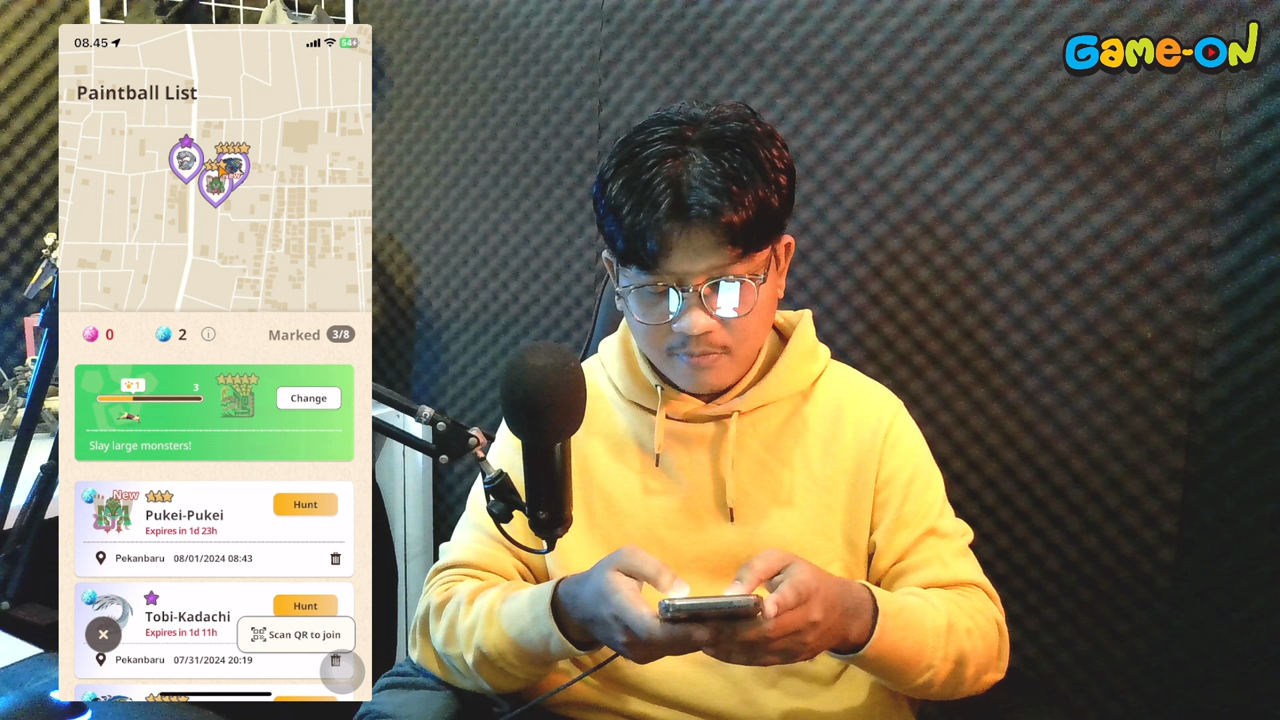 08.45
54
GAME-ON
Paintball List
0
2
Marked 3/8
1
3
Change
Slay large monsters!
New
Hunt
Pukei-Pukei
Expires in 1d 23h
Pekanbaru 08/01/2024 08:43
Hunt
Tobi-Kadachi
Expires in 1d 11h
Scan QR to join
Pekanbaru 07/31/2024 20:19